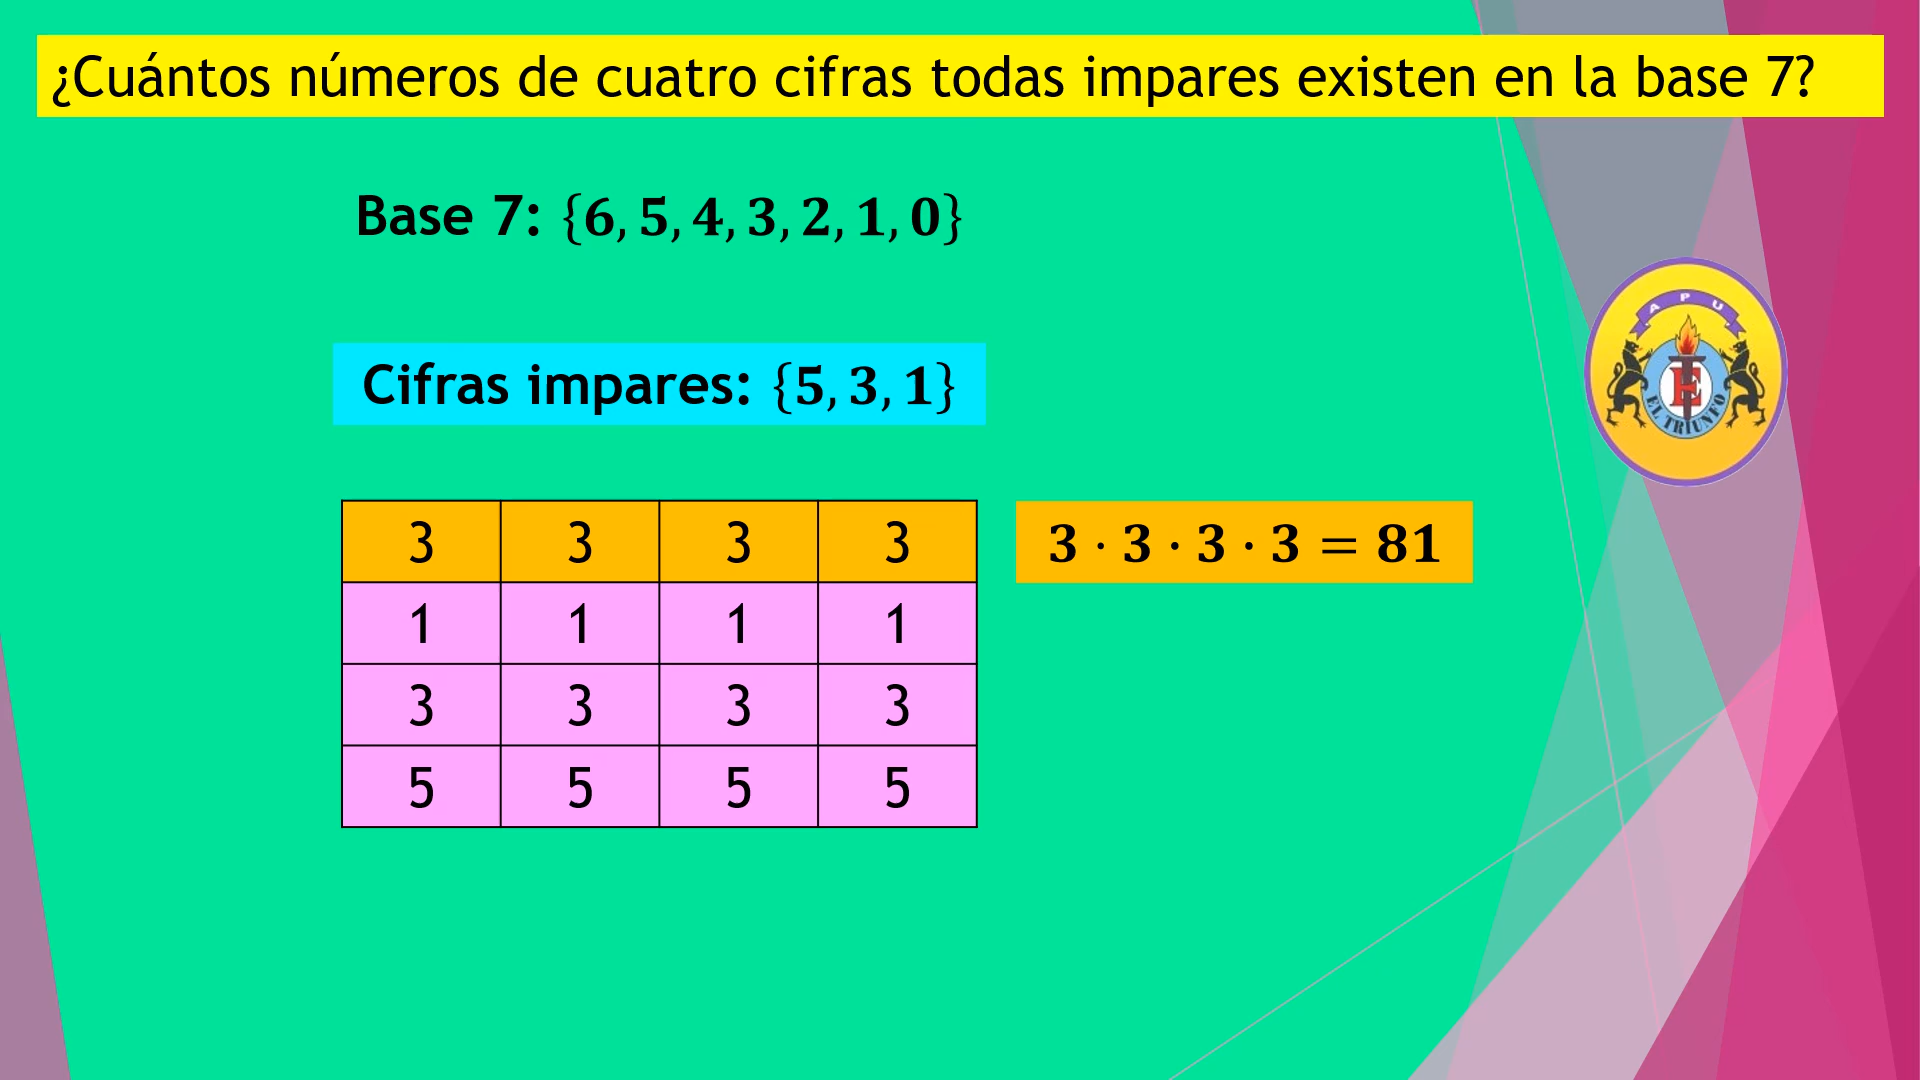 ¿Cuántos números de cuatro cifras todas impares existen en la base 7?
Base 7: {6, 5, 4, 3, 2, 1, 0}
Cifras impares: {5, 3, 1}
3 3 3 3
3 · 3 · 3 · 3 = 81
1 1 1 1
3 3 3 3
5 5 5 5
A P U
E
EL TRIUNFO